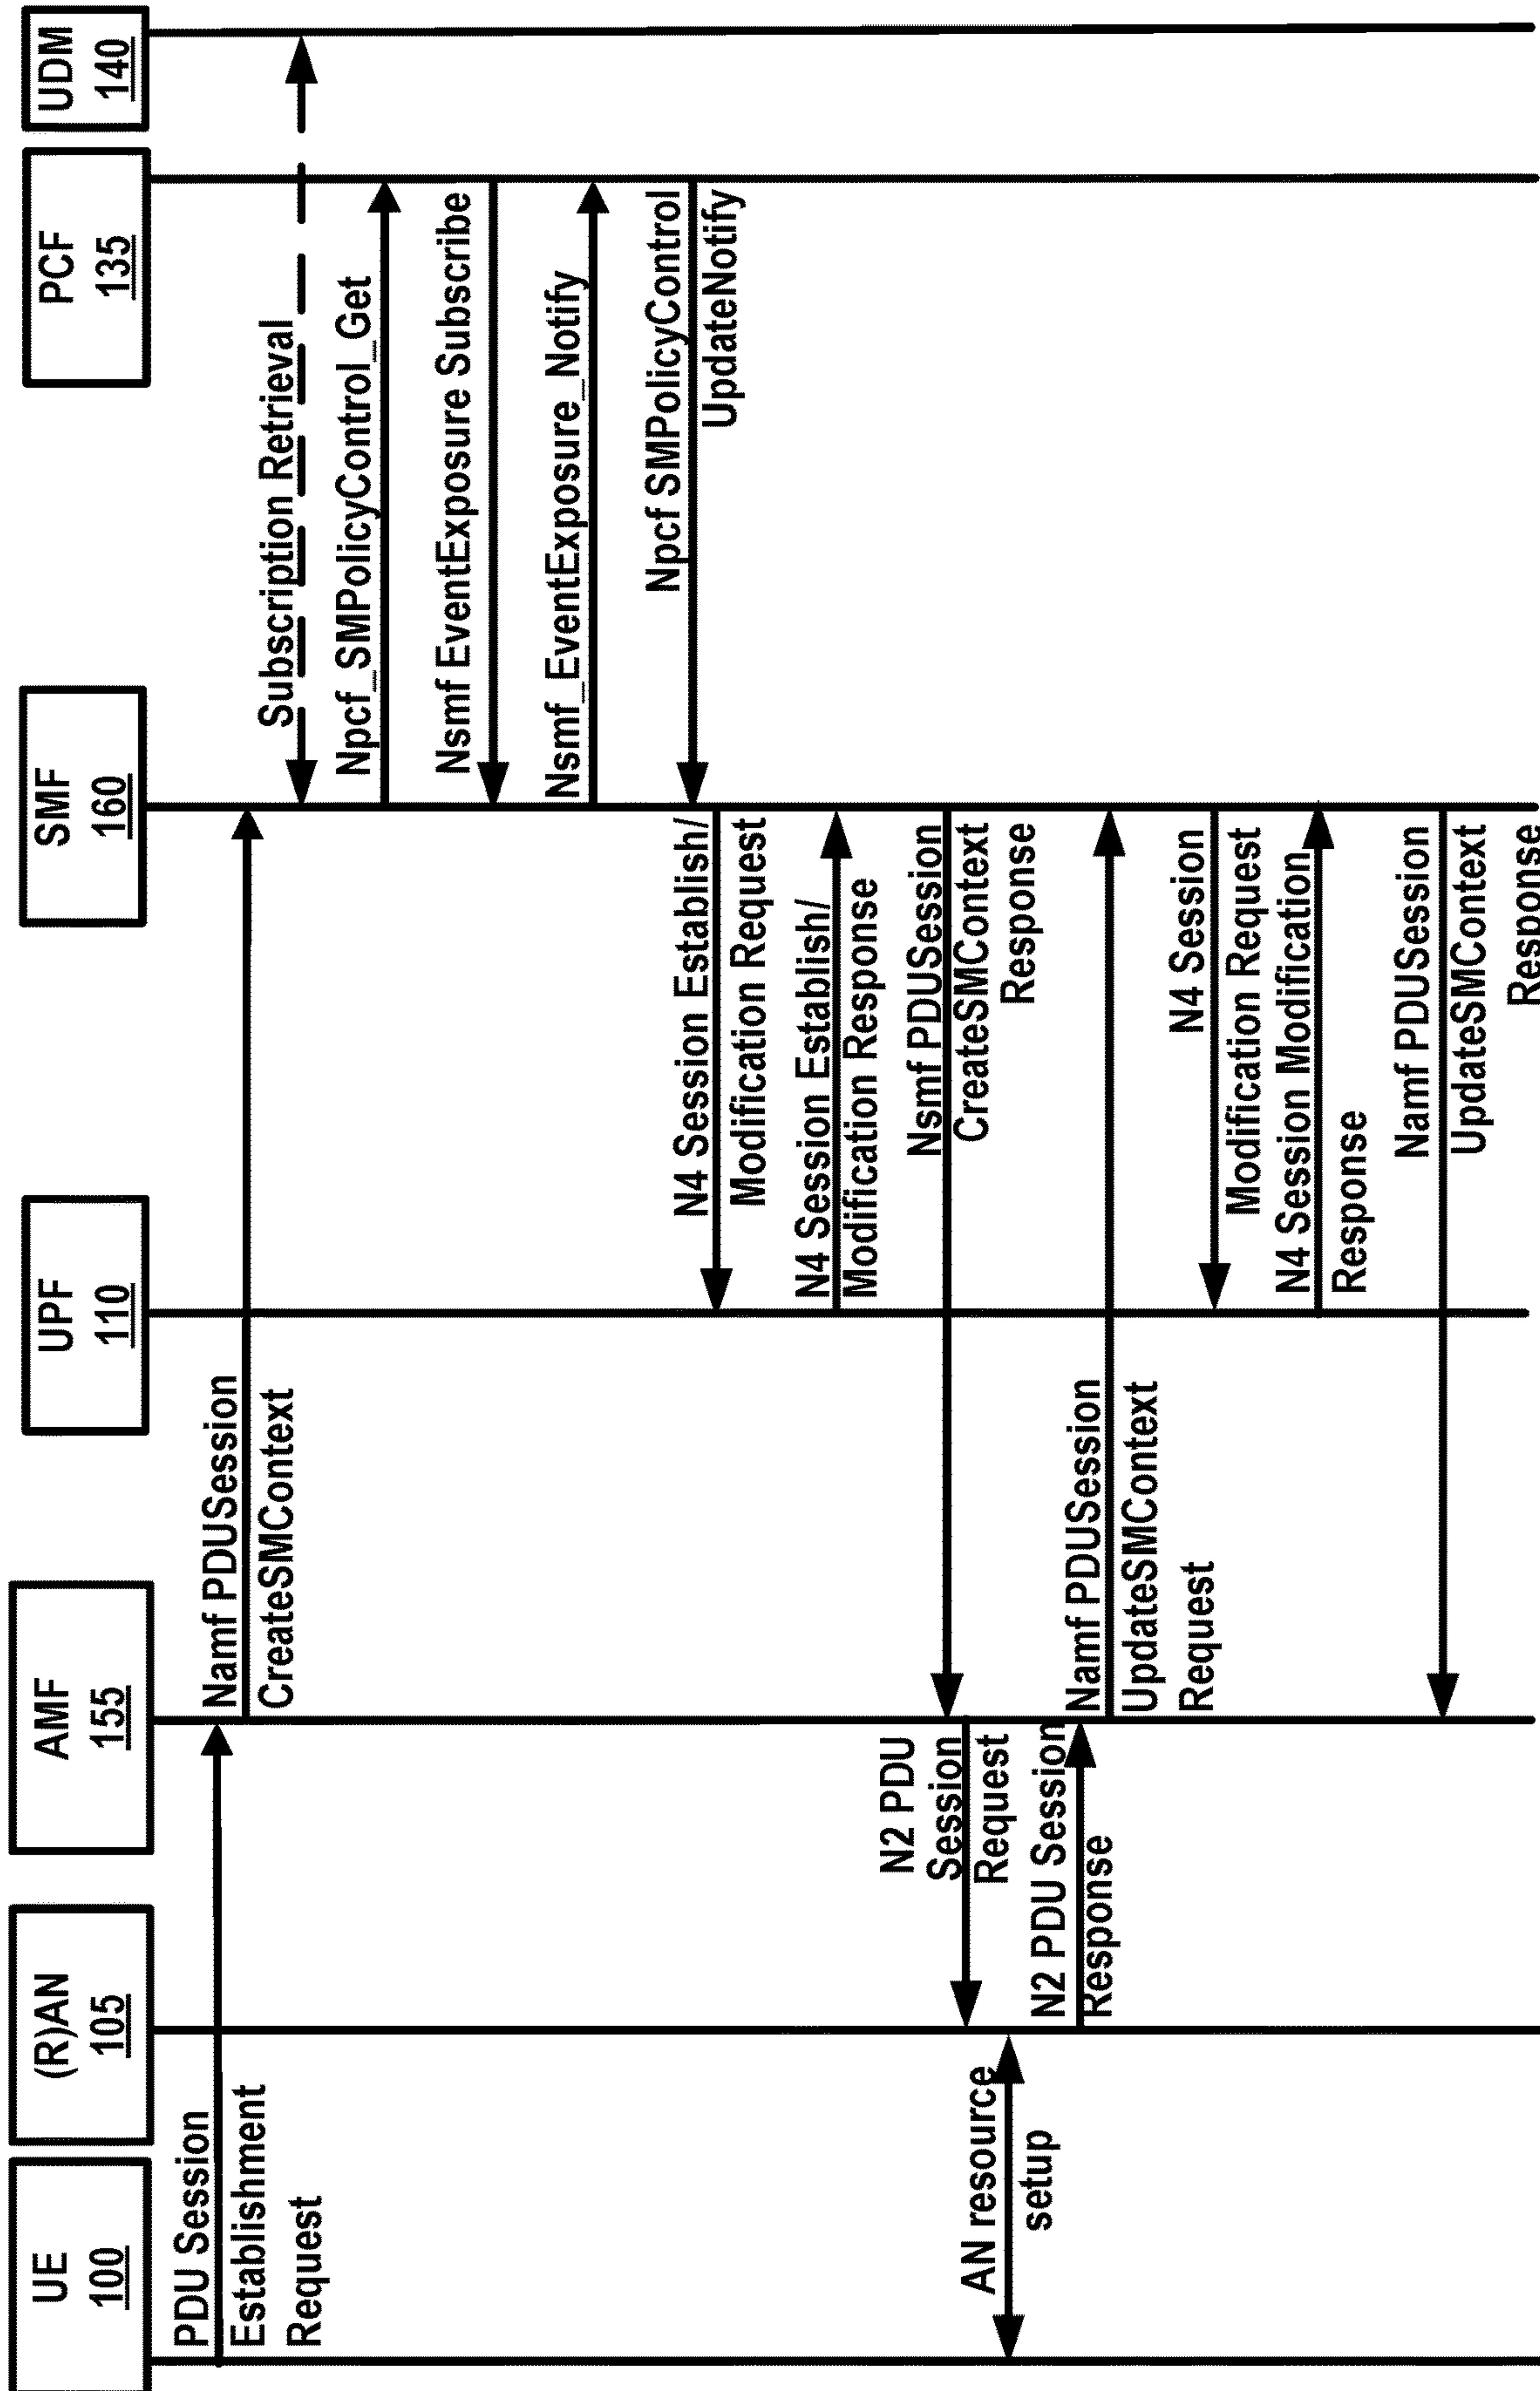 UE
100
(R)AN
105
AMF
155
UPF
110
SMF
160
PCF
135
UDM
140
PDU Session
Establishment
Request
Namf PDUSession
CreateSMContext
Subscription Retrieval
Npcf_SMPolicyControl_Get
Nsmf EventExposure Subscribe
Nsmf_EventExposure_Notify
Npcf SMPolicyControl
UpdateNotify
N4 Session Establish/
Modification Request
N4 Session Establish/
Modification Response
Nsmf PDUSession
CreateSMContext
Response
N2 PDU
Session
Request
AN resource
setup
N2 PDU Session
Response
Namf PDUSession
UpdateSMContext
Request
N4 Session
Modification Request
N4 Session Modification
Response
Namf PDUSession
UpdateSMContext
Response